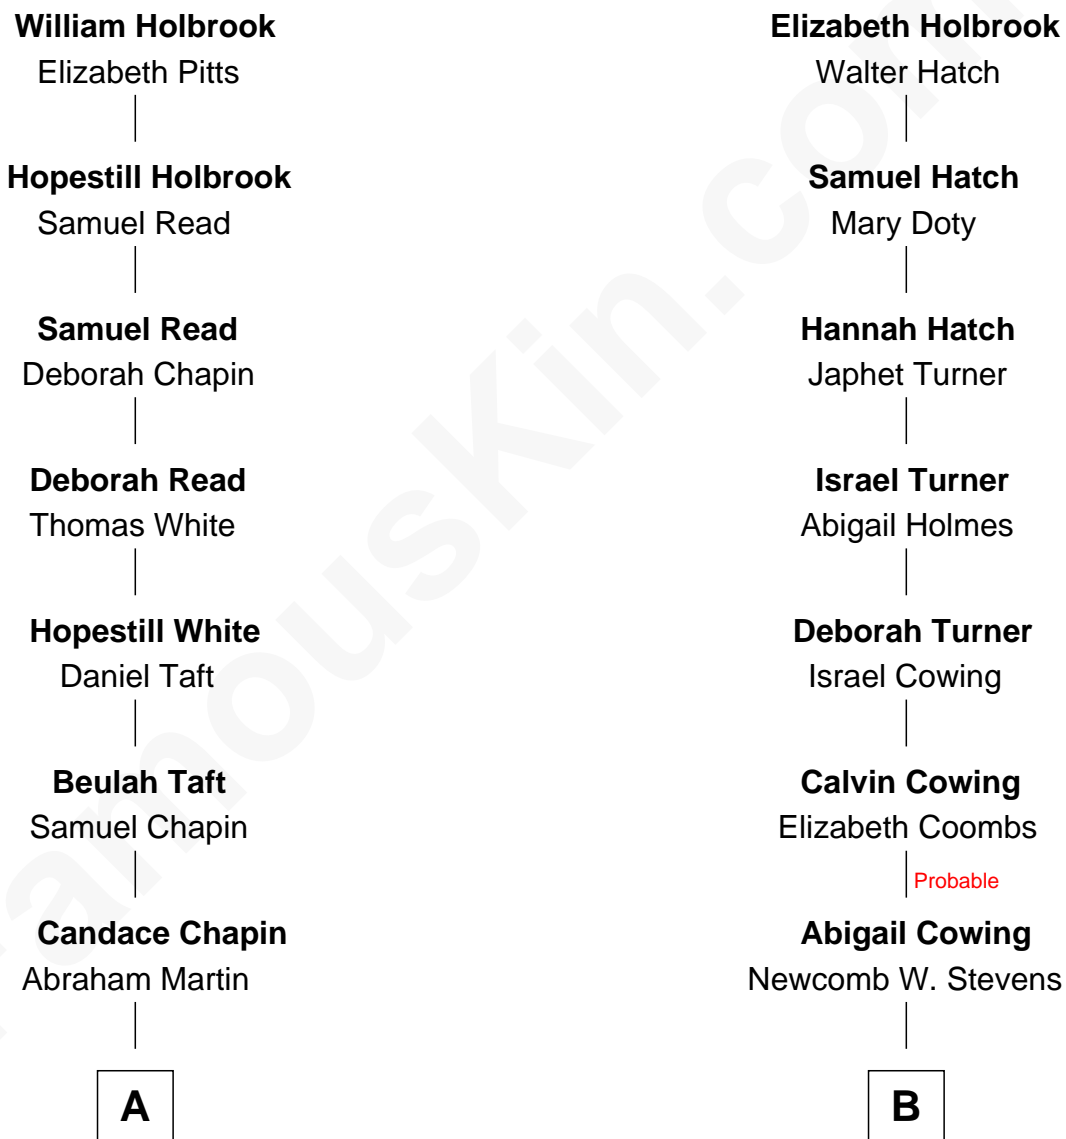 William Holbrook
Elizabeth Pitts
Hopestill Holbrook
Samuel Read
Samuel Read
Deborah Chapin
Deborah Read
Thomas White
Hopestill White
Daniel Taft
Beulah Taft
Samuel Chapin
Candace Chapin
Abraham Martin
A
Elizabeth Holbrook
Walter Hatch
Samuel Hatch
Mary Doty
Hannah Hatch
Japhet Turner
Israel Turner
Abigail Holmes
Deborah Turner
Israel Cowing
Calvin Cowing
Elizabeth Coombs
Probable
Abigail Cowing
Newcomb W. Stevens
B
FamousKin.com